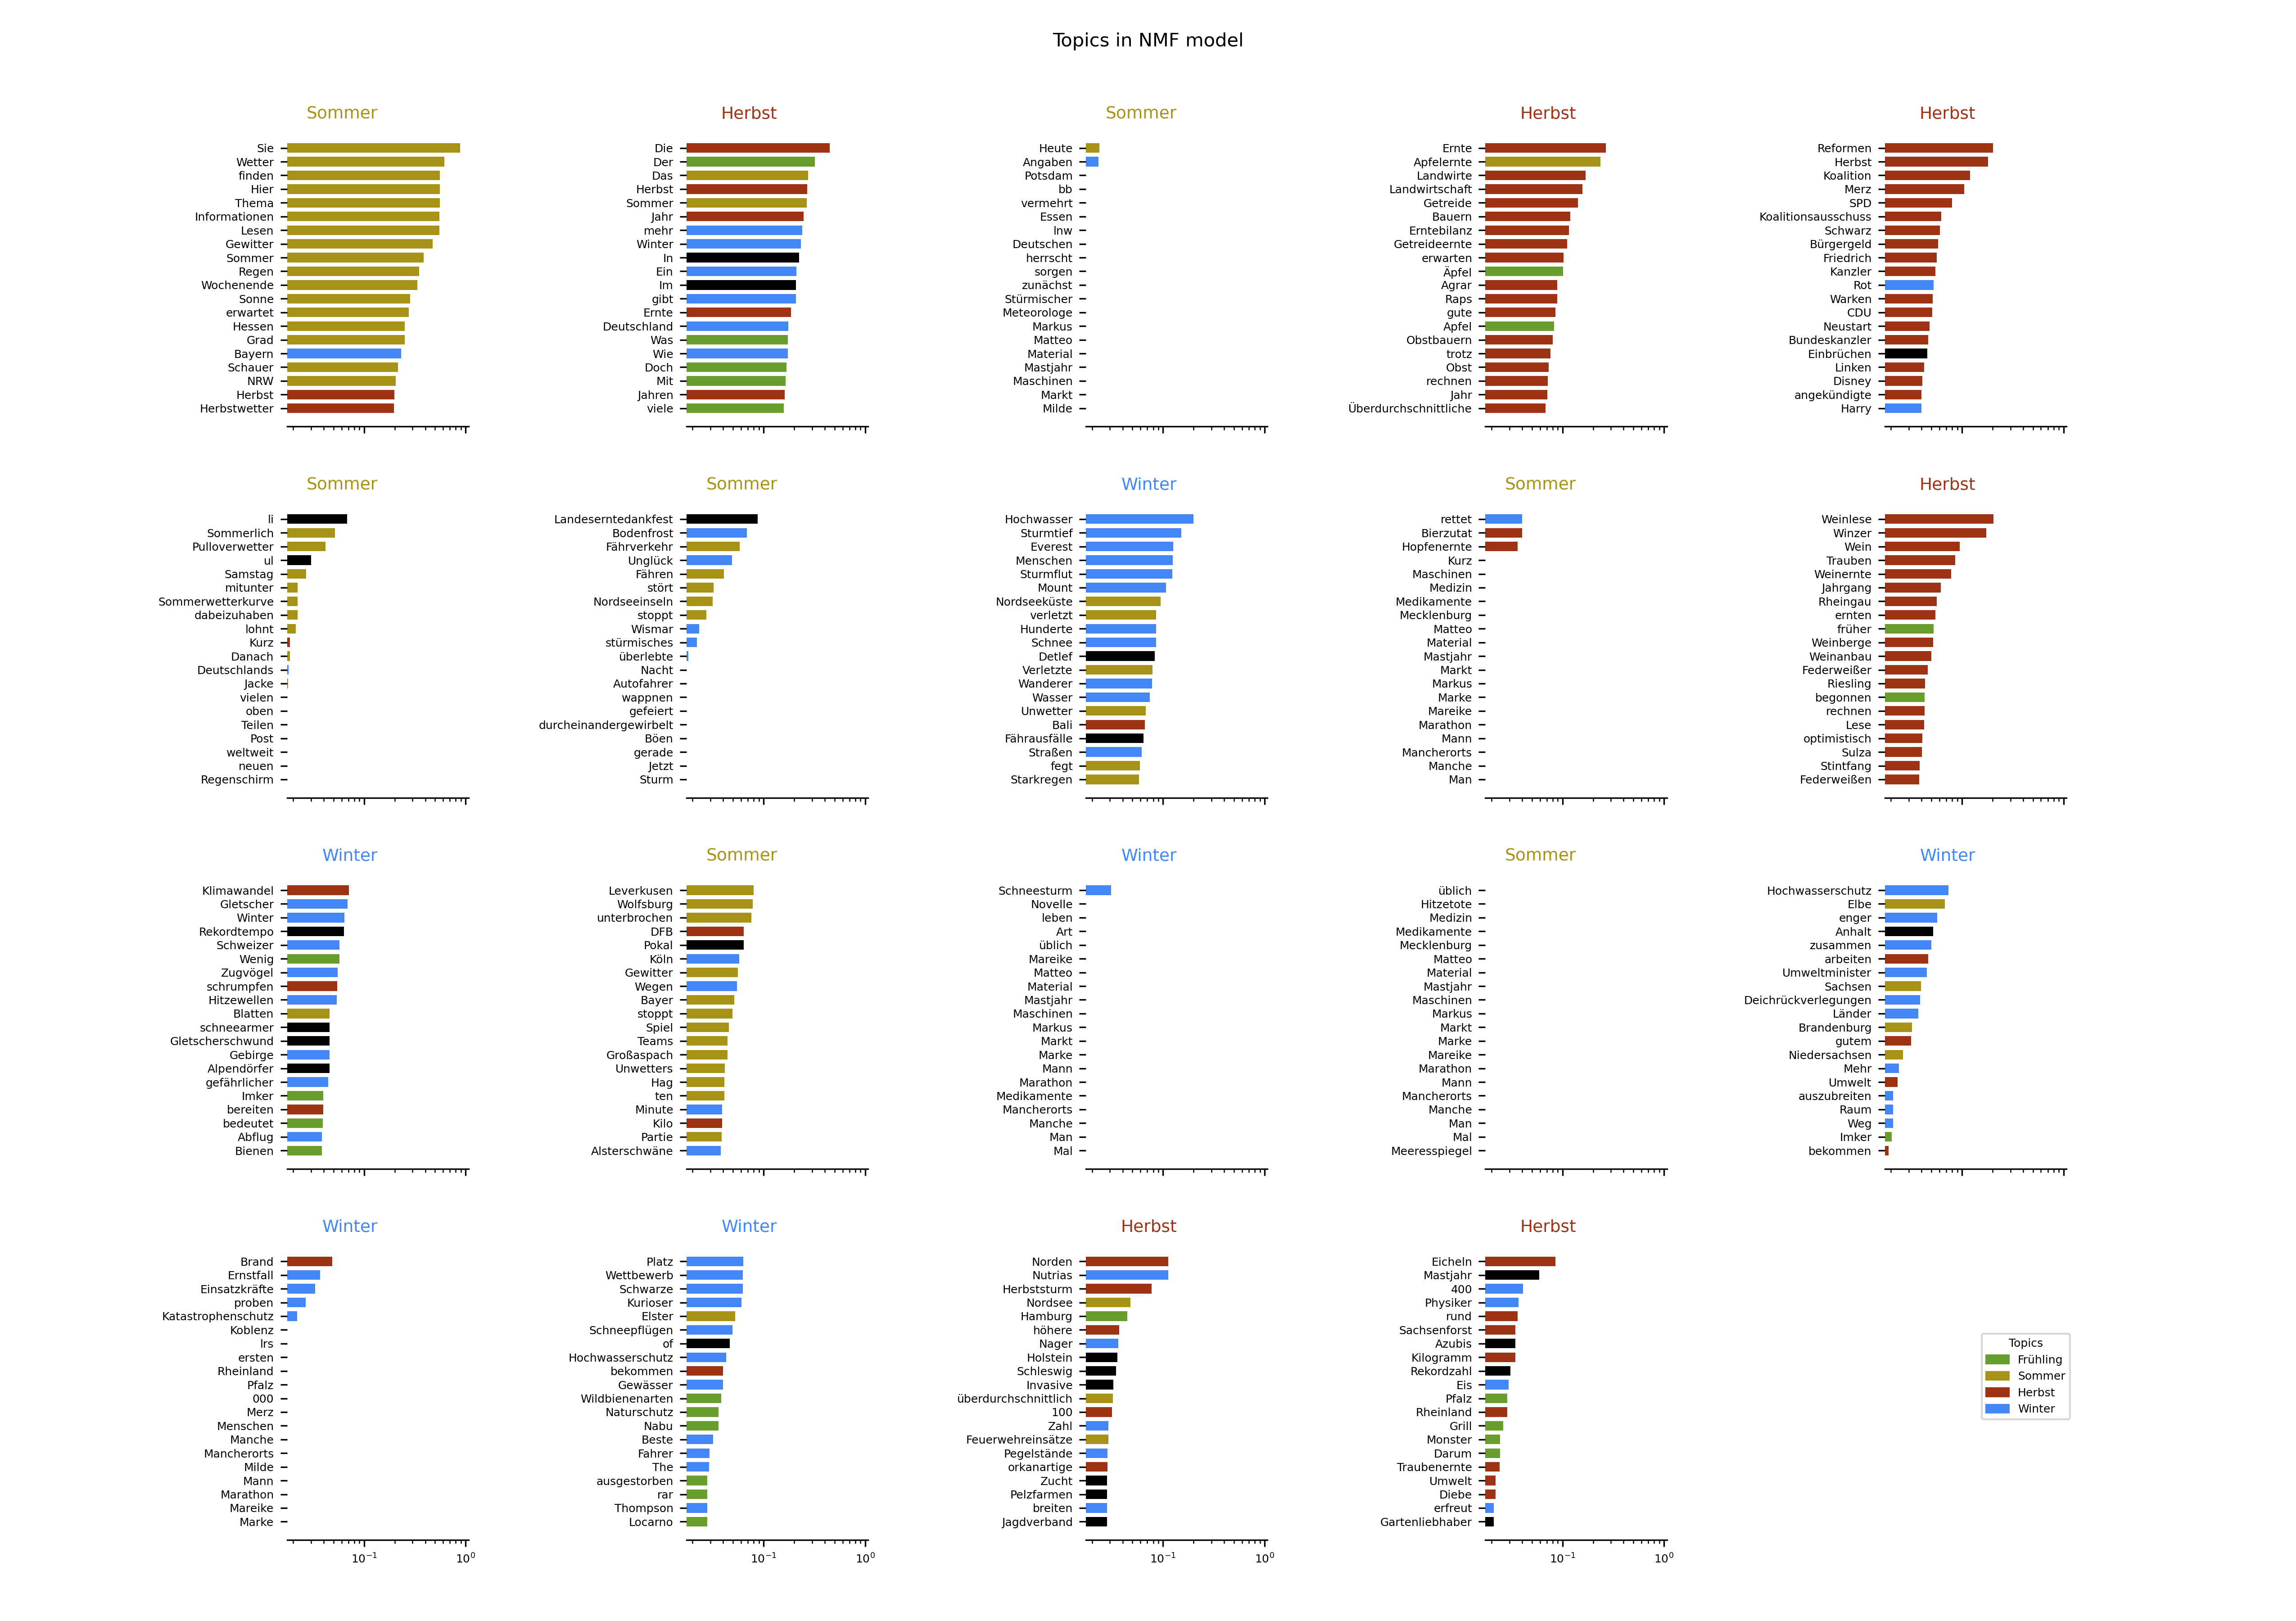 Topics in NMF model
Sommer
Sie
Wetter
finden
Hier
Thema
Informationen
Lesen
Gewitter
Sommer
Regen
Wochenende
Sonne
erwartet
Hessen
Grad
Bayern
Schauer
NRW
Herbst
Herbstwetter
Herbst
Die
Der
Das
Herbst
Sommer
Jahr
mehr
Winter
In
Ein
Im
gibt
Ernte
Deutschland
Was
Wie
Doch
Mit
Jahren
viele
Sommer
Heute
Angaben
Potsdam
bb
vermehrt
Essen
lnw
Deutschen
herrscht
sorgen
zunächst
Stürmischer
Meteorologe
Markus
Matteo
Material
Mastjahr
Maschinen
Markt
Milde
Herbst
Ernte
Apfelernte
Landwirte
Landwirtschaft
Getreide
Bauern
Erntebilanz
Getreideernte
erwarten
Äpfel
Agrar
Raps
gute
Apfel
Obstbauern
trotz
Obst
rechnen
Jahr
Überdurchschnittliche
Herbst
Reformen
Herbst
Koalition
Merz
SPD
Koalitionsausschuss
Schwarz
Bürgergeld
Friedrich
Kanzler
Rot
Warken
CDU
Neustart
Bundeskanzler
Einbrüchen
Linken
Disney
angekündigte
Harry
Sommer
li
Sommerlich
Pulloverwetter
ul
Samstag
mitunter
Sommerwetterkurve
dabeizuhaben
lohnt
Kurz
Danach
Deutschlands
Jacke
vielen
oben
Teilen
Post
weltweit
neuen
Regenschirm
Sommer
Landeserntedankfest
Bodenfrost
Fährverkehr
Unglück
Fähren
stört
Nordseeinseln
stoppt
Wismar
stürmisches
überlebte
Nacht
Autofahrer
wappnen
gefeiert
durcheinandergewirbelt
Böen
gerade
Jetzt
Sturm
Winter
Hochwasser
Sturmtief
Everest
Menschen
Sturmflut
Mount
Nordseeküste
verletzt
Hunderte
Schnee
Detlef
Verletzte
Wanderer
Wasser
Unwetter
Bali
Fährausfälle
Straßen
fegt
Starkregen
Sommer
rettet
Bierzutat
Hopfenernte
Kurz
Maschinen
Medizin
Medikamente
Mecklenburg
Matteo
Material
Mastjahr
Markt
Markus
Marke
Mareike
Marathon
Mann
Mancherorts
Manche
Man
Herbst
Weinlese
Winzer
Wein
Trauben
Weinernte
Jahrgang
Rheingau
ernten
früher
Weinberge
Weinanbau
Federweißer
Riesling
begonnen
rechnen
Lese
optimistisch
Sulza
Stintfang
Federweißen
Winter
Klimawandel
Gletscher
Winter
Rekordtempo
Schweizer
Wenig
Zugvögel
schrumpfen
Hitzewellen
Blatten
schneearmer
Gletscherschwund
Gebirge
Alpendörfer
gefährlicher
Imker
bereiten
bedeutet
Abflug
Bienen
Sommer
Leverkusen
Wolfsburg
unterbrochen
DFB
Pokal
Köln
Gewitter
Wegen
Bayer
stoppt
Spiel
Teams
Großaspach
Unwetters
Hag
ten
Minute
Kilo
Partie
Alsterschwäne
Winter
Schneesturm
Novelle
leben
Art
üblich
Mareike
Matteo
Material
Mastjahr
Maschinen
Markus
Markt
Marke
Mann
Marathon
Medikamente
Mancherorts
Manche
Man
Mal
Sommer
üblich
Hitzetote
Medizin
Medikamente
Mecklenburg
Matteo
Material
Mastjahr
Maschinen
Markus
Markt
Marke
Mareike
Marathon
Mann
Mancherorts
Manche
Man
Mal
Meeresspiegel
Winter
Hochwasserschutz
Elbe
enger
Anhalt
zusammen
arbeiten
Umweltminister
Sachsen
Deichrückverlegungen
Länder
Brandenburg
gutem
Niedersachsen
Mehr
Umwelt
auszubreiten
Raum
Weg
Imker
bekommen
Winter
Brand
Ernstfall
Einsatzkräfte
proben
Katastrophenschutz
Koblenz
lrs
ersten
Rheinland
Pfalz
000
Merz
Menschen
Manche
Mancherorts
Milde
Mann
Marathon
Mareike
Marke
10⁻¹ 10⁰
Winter
Platz
Wettbewerb
Schwarze
Kurioser
Elster
Schneepflügen
of
Hochwasserschutz
bekommen
Gewässer
Wildbienenarten
Naturschutz
Nabu
Beste
Fahrer
The
ausgestorben
rar
Thompson
Locarno
10⁻¹ 10⁰
Herbst
Norden
Nutrias
Herbststurm
Nordsee
Hamburg
höhere
Nager
Holstein
Schleswig
Invasive
überdurchschnittlich
100
Zahl
Feuerwehreinsätze
Pegelstände
orkanartige
Zucht
Pelzfarmen
breiten
Jagdverband
10⁻¹ 10⁰
Herbst
Eicheln
Mastjahr
400
Physiker
rund
Sachsenforst
Azubis
Kilogramm
Rekordzahl
Eis
Pfalz
Rheinland
Grill
Monster
Darum
Traubenernte
Umwelt
Diebe
erfreut
Gartenliebhaber
10⁻¹ 10⁰
Topics
Frühling
Sommer
Herbst
Winter